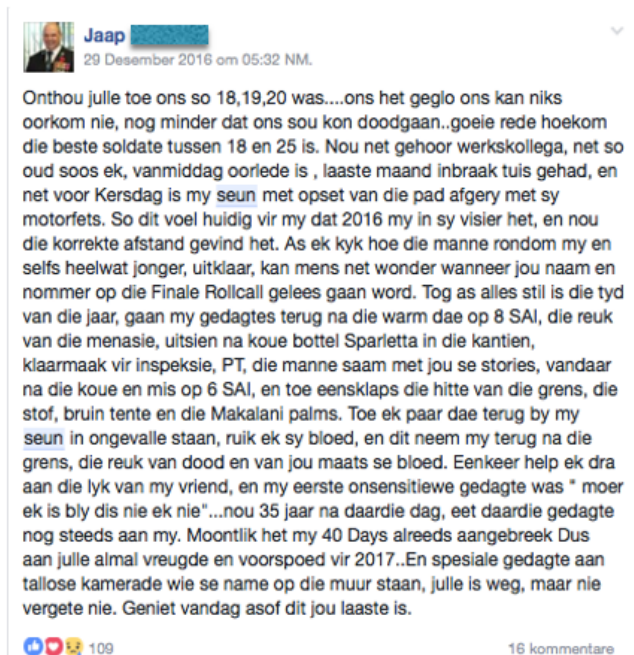 Jaap
29 Desember 2016 om 05:32 NM.
Onthou julle toe ons so 18,19,20 was....ons het geglo ons kan niks
oorkom nie, nog minder dat ons sou kon doodgaan..goeie rede hoekom
die beste soldate tussen 18 en 25 is. Nou net gehoor werkskollega, net so
oud soos ek, vanmiddag oorlede is , laaste maand inbraak tuis gehad, en
net voor Kersdag is my seun met opset van die pad afgery met sy
motorfets. So dit voel huidig vir my dat 2016 my in sy visier het, en nou
die korrekte afstand gevind het. As ek kyk hoe die manne rondom my en
selfs heelwat jonger, uitklaar, kan mens net wonder wanneer jou naam en
nommer op die Finale Rollcall gelees gaan word. Tog as alles stil is die tyd
van die jaar, gaan my gedagtes terug na die warm dae op 8 SAI, die reuk
van die menasie, uitsien na koue bottel Sparletta in die kantien,
klaarmaak vir inspeksie, PT, die manne saam met jou se stories, vandaar
na die koue en mis op 6 SAI, en toe eensklaps die hitte van die grens, die
stof, bruin tente en die Makalani palms. Toe ek paar dae terug by my
seun in ongevalle staan, ruik ek sy bloed, en dit neem my terug na die
grens, die reuk van dood en van jou maats se bloed. Eenkeer help ek dra
aan die lyk van my vriend, en my eerste onsensitiewe gedagte was " moer
ek is bly dis nie ek nie"...nou 35 jaar na daardie dag, eet daardie gedagte
nog steeds aan my. Moontlik het my 40 Days alreeds aangebreek Dus
aan julle almal vreugde en voorspoed vir 2017..En spesiale gedagte aan
tallose kamerade wie se name op die muur staan, julle is weg, maar nie
vergete nie. Geniet vandag asof dit jou laaste is.
109 16 kommentare